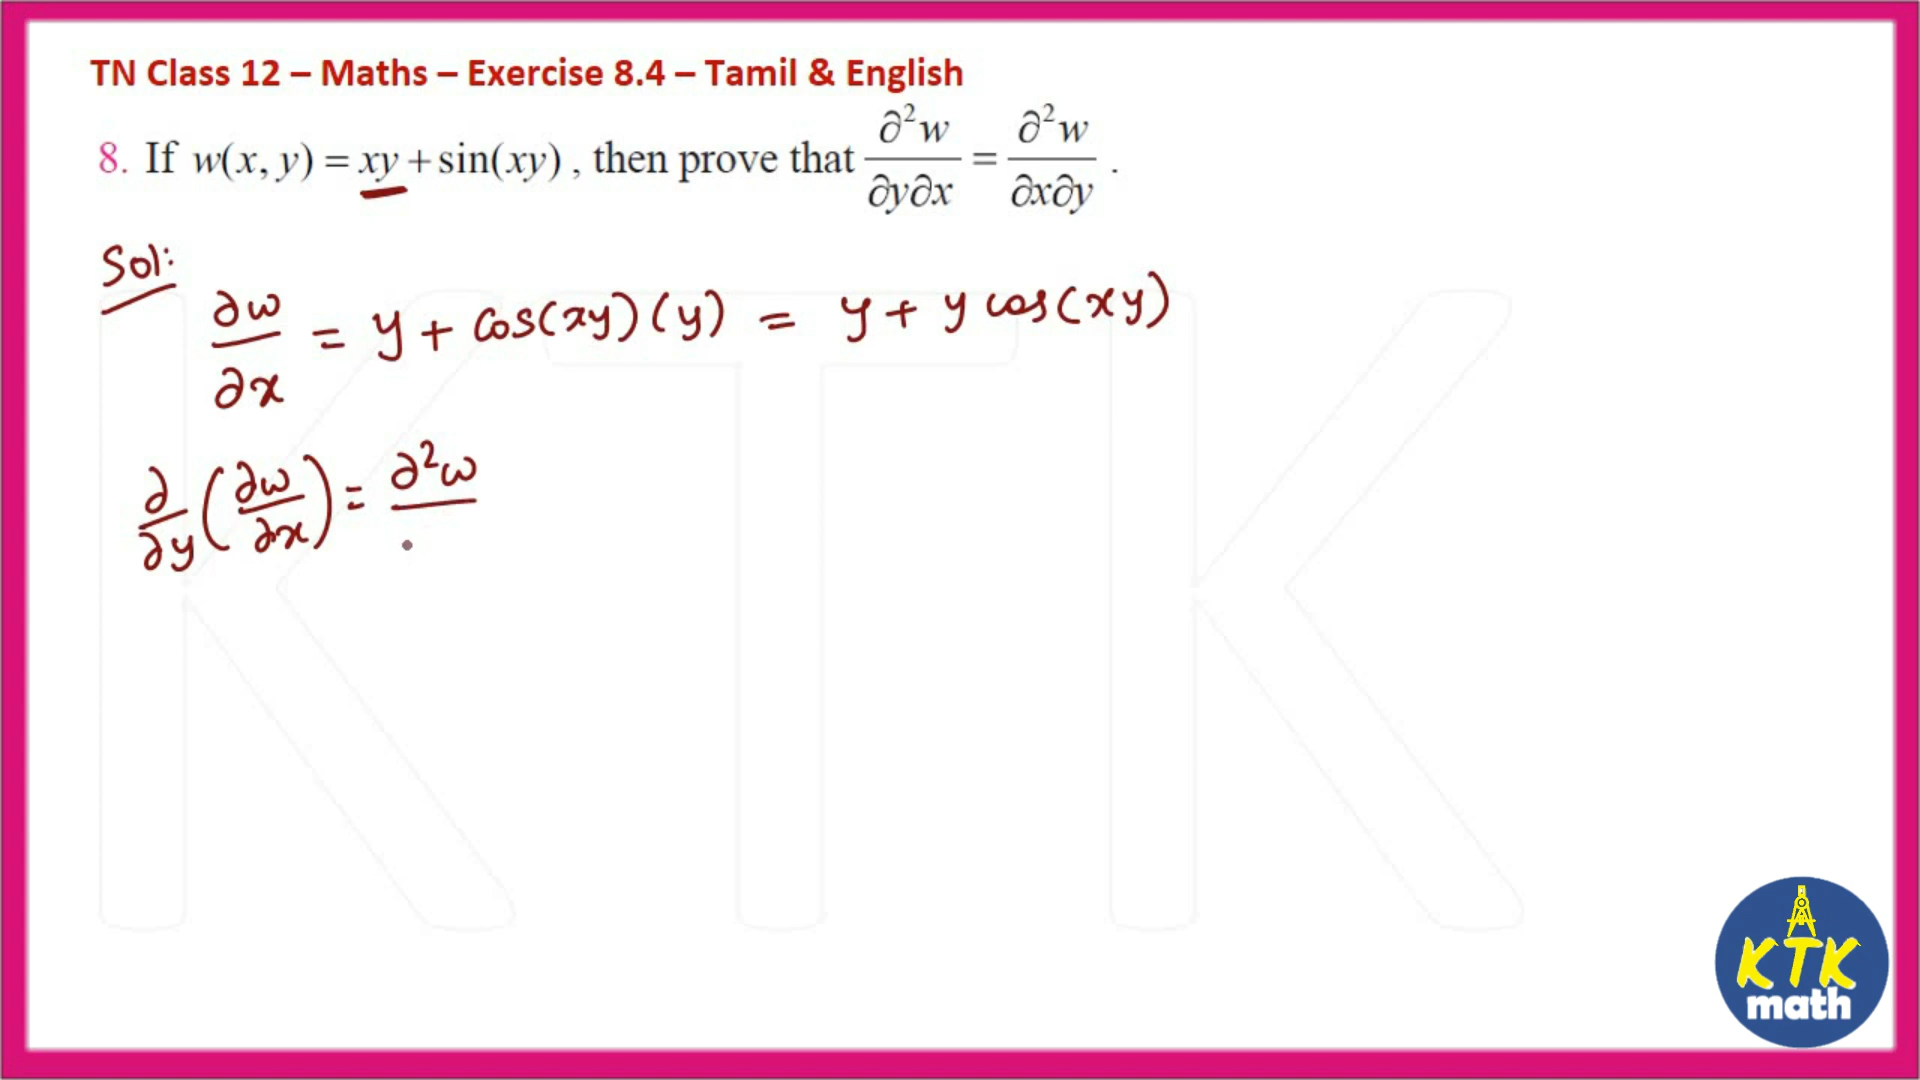 TN Class 12 – Maths – Exercise 8.4 – Tamil & English
8. If w(x, y) = xy + sin(xy) , then prove that ∂²w/∂y∂x = ∂²w/∂x∂y .
Sol:
∂w/∂x = y + cos(xy)(y) = y + y cos(xy)
∂/∂y (∂w/∂x) = ∂²w/
KTK
KTK
math